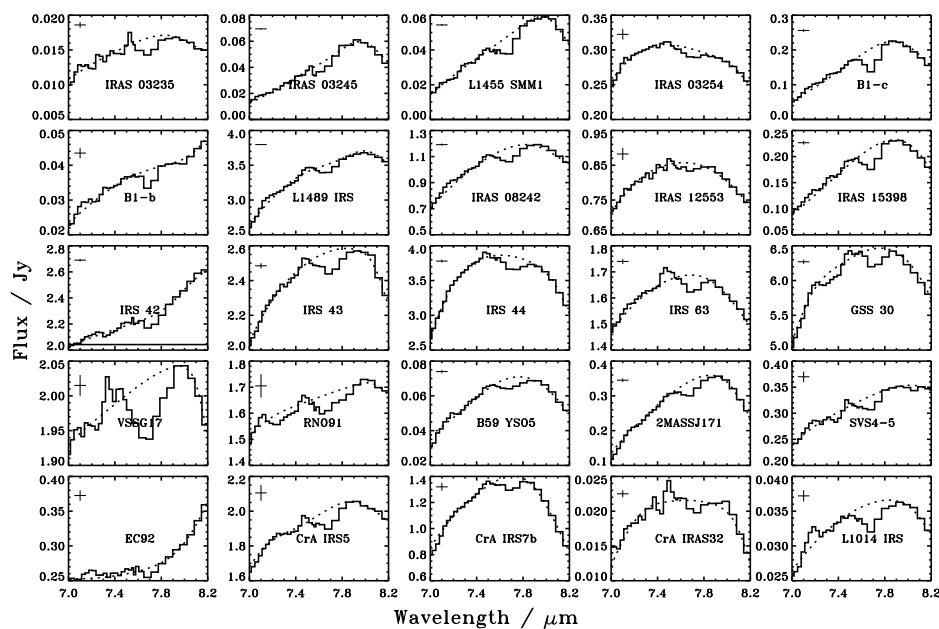 0.020 0.08 0.08 0.34 0.3
0.015 0.06 0.06 0.30 0.2
0.010 0.04 0.04 0.26 0.1
0.02 0.02
0.005 0.00 0.00 0.22 0.0
IRAS 03235 IRAS 03245 L1455 SMM1 IRAS 03254 B1-c
0.05 4.0 1.3 0.95 0.25
0.20
0.04 3.5 1.1 0.85 0.15
0.03 3.0 0.9 0.75 0.10
0.05
0.02 2.5 0.7 0.65 0.00
B1-b L1489 IRS IRAS 08242 IRAS 12553 IRAS 15398
2.8 2.6 4.0 1.8 6.5
2.6 1.7
2.4 2.4 3.5 1.6 6.0
2.2 2.2 3.0 1.5 5.5
2.0 2.0 2.5 1.4 5.0
IRS 42 IRS 43 IRS 44 IRS 63 GSS 30
2.05 1.8 0.08 0.4 0.40
2.00 1.7 0.06 0.3 0.35
1.6 0.30
1.95 1.5 0.04 0.2 0.25
1.90 1.4 0.02 0.1 0.20
VSSG17 RNO91 B59 YSO5 2MASSJ171 SVS4-5
0.40 2.2 1.4 0.025 0.040
0.35 2.0 1.2 0.020 0.035
1.0
0.30 1.8 0.8 0.015 0.030
0.25 1.6 0.6 0.010 0.025
EC92 CrA IRS5 CrA IRS7b CrA IRAS32 L1014 IRS
7.0 7.4 7.8 8.2 7.0 7.4 7.8 8.2 7.0 7.4 7.8 8.2 7.0 7.4 7.8 8.2 7.0 7.4 7.8 8.2
Flux / Jy
Wavelength / μm